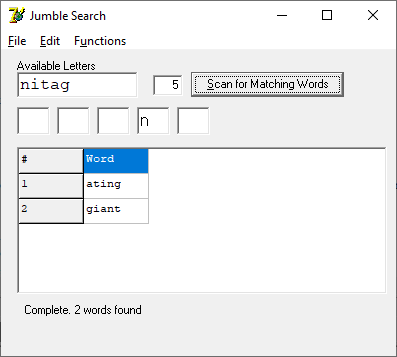 Jumble Search
File Edit Functions
Available Letters
nitag 5 Scan for Matching Words
n
# Word
1 ating
2 giant
Complete. 2 words found